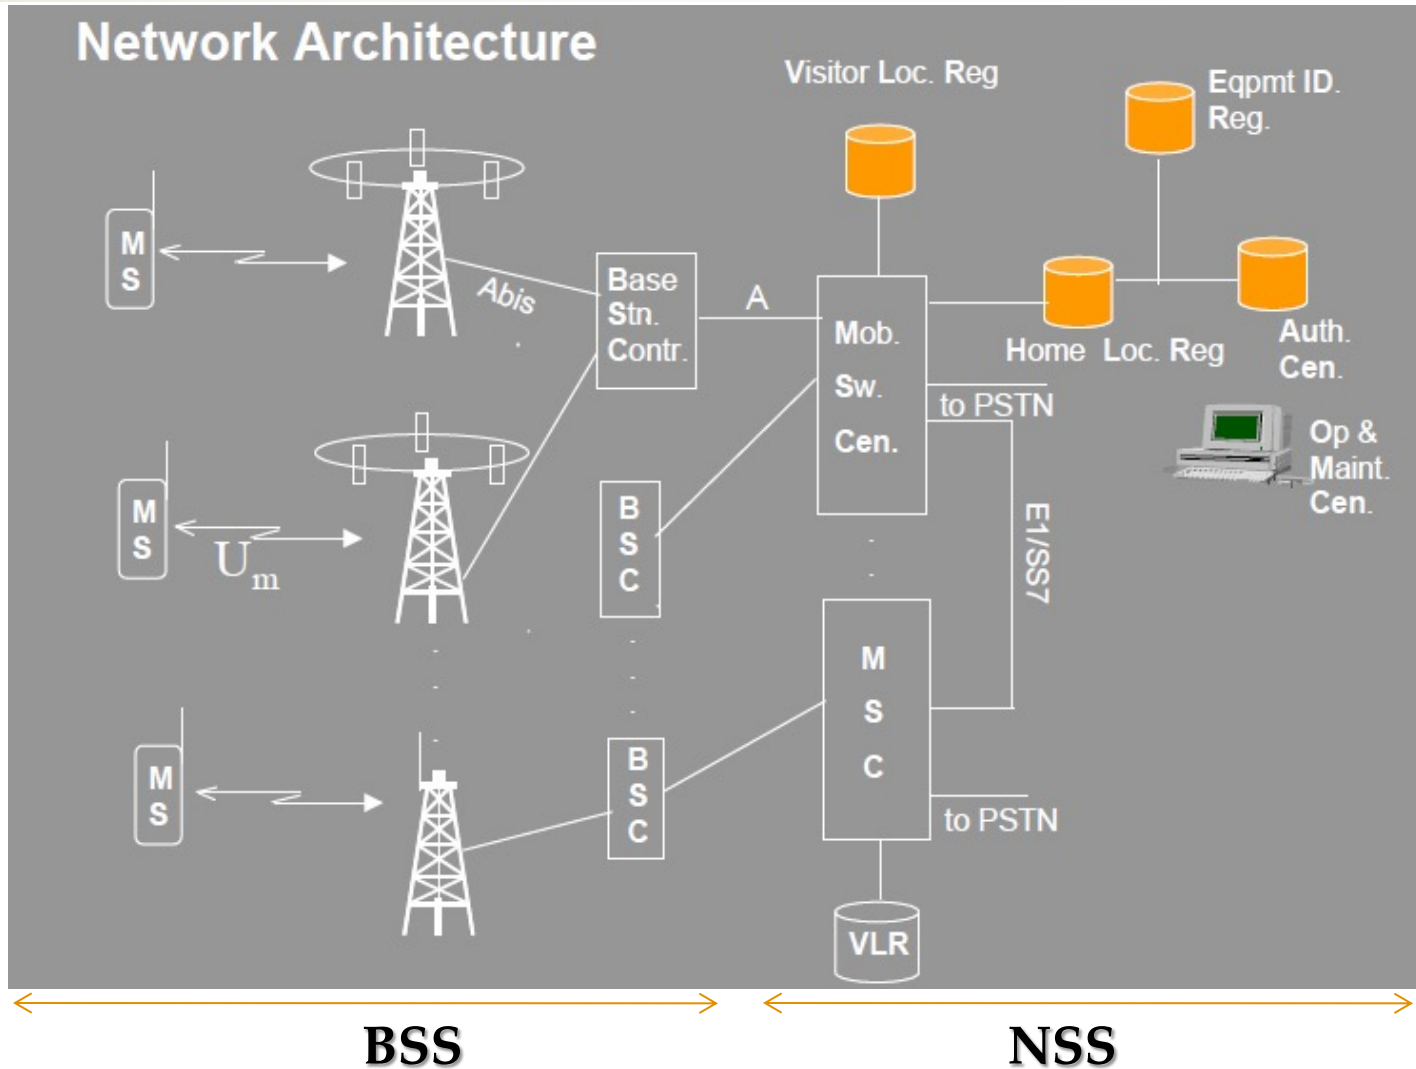 Network Architecture
Visitor Loc. Reg
Eqpmt ID.
Reg.
M
S
Abis
Base
Stn.
Contr.
A
Mob.
Sw.
Cen.
Home Loc. Reg
Auth.
Cen.
to PSTN
Op &
Maint.
Cen.
M
S
Um
B
S
C
E1/SS7
M
S
C
M
S
B
S
C
to PSTN
VLR
BSS
NSS